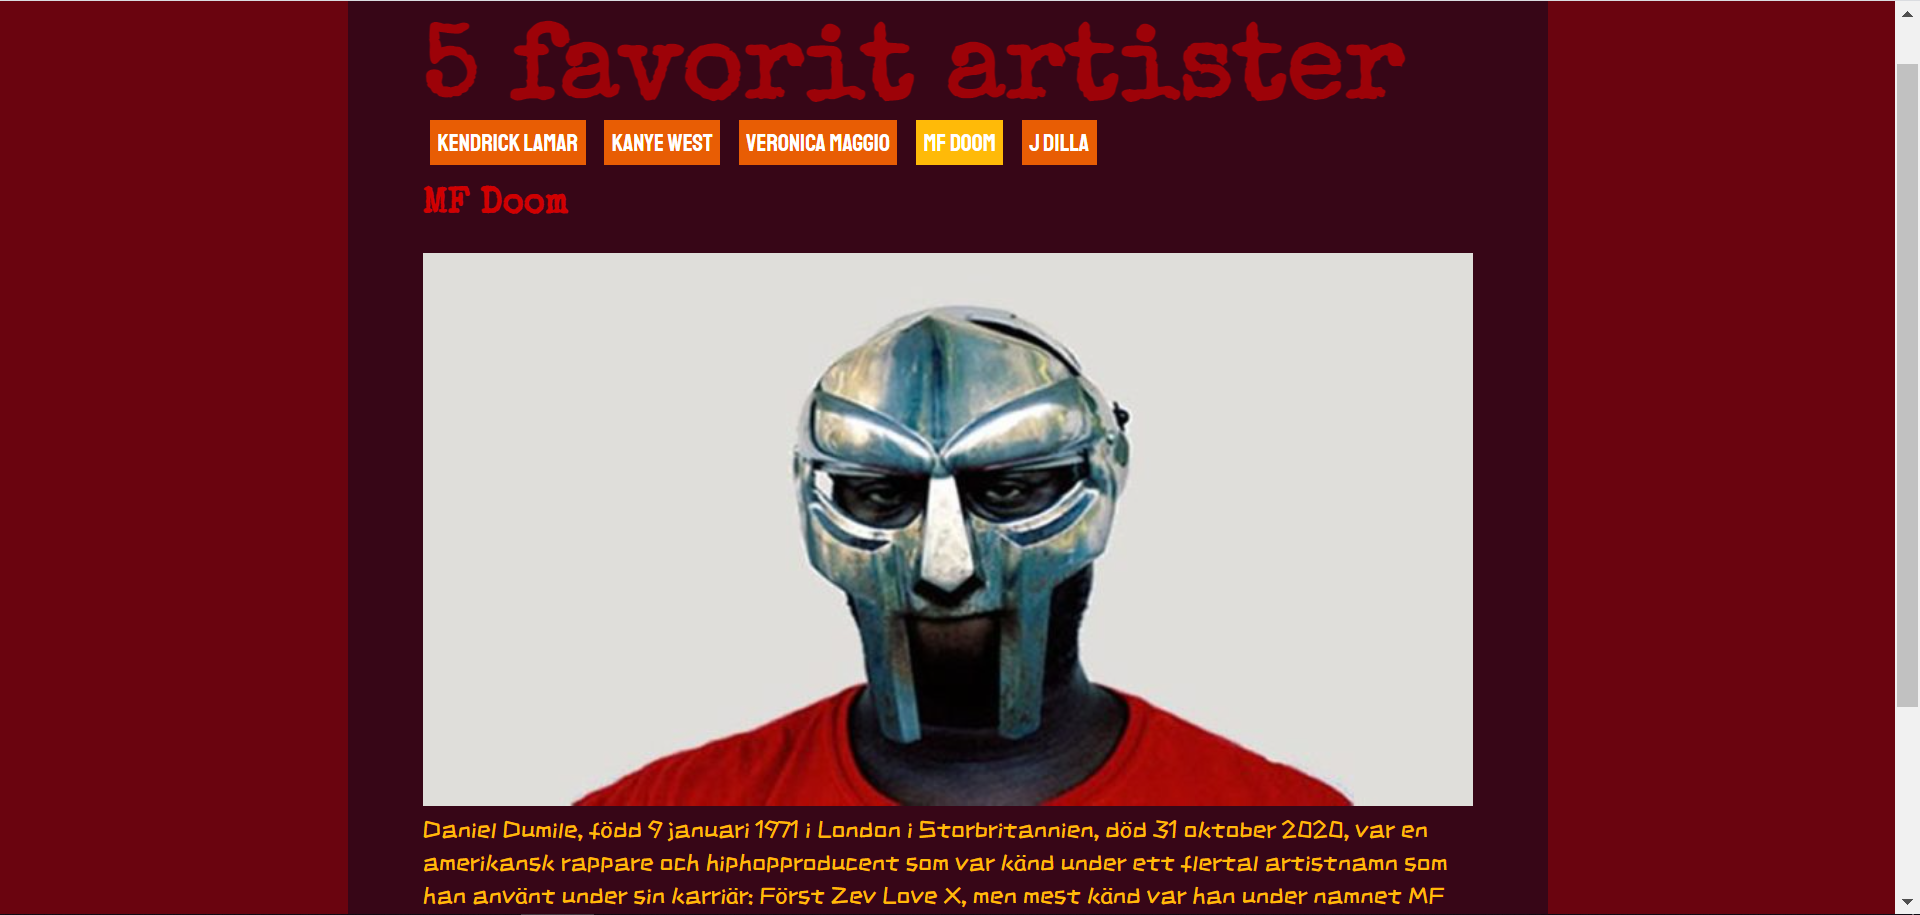 5 favorit artister
KENDRICK LAMAR KANYE WEST VERONICA MAGGIO MF DOOM J DILLA
MF Doom
Daniel Dumile, född 9 januari 1971 i London i Storbritannien, död 31 oktober 2020, var en
amerikansk rappare och hiphopproducent som var känd under ett flertal artistnamn som
han använt under sin karriär: Först Zev Love X, men mest känd var han under namnet MF